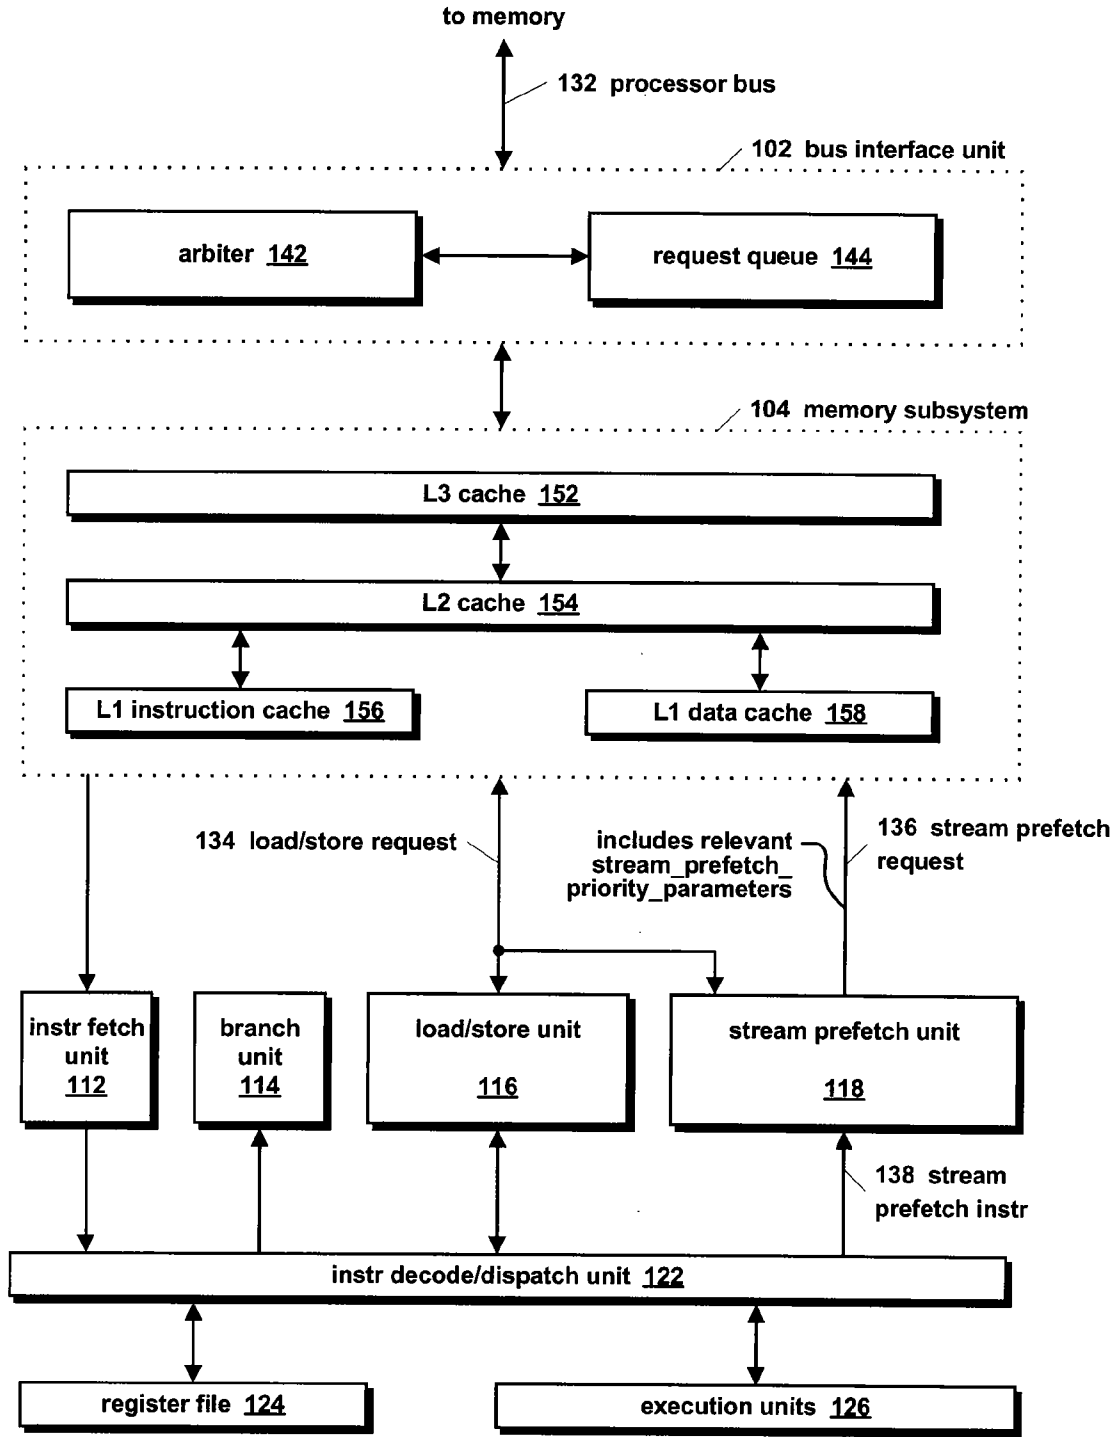 to memory
132 processor bus
102 bus interface unit
arbiter 142
request queue 144
104 memory subsystem
L3 cache 152
L2 cache 154
L1 instruction cache 156
L1 data cache 158
134 load/store request
includes relevant
stream_prefetch_
priority_parameters
136 stream prefetch
request
instr fetch
unit
112
branch
unit
114
load/store unit
116
stream prefetch unit
118
138 stream
prefetch instr
instr decode/dispatch unit 122
register file 124
execution units 126